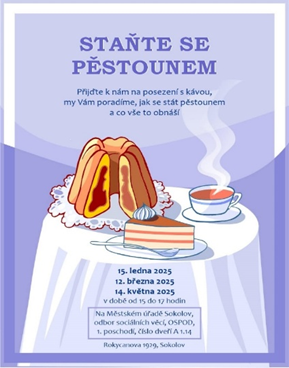 STAŇTE SE
PĚSTOUNEM
Přijďte k nám na posezení s kávou,
my Vám poradíme, jak se stát pěstounem
a co vše to obnáší
15. ledna 2025
12. března 2025
14. května 2025
v době od 15 do 17 hodin
Na Městském úřadě Sokolov,
odbor sociálních věcí, OSPOD,
1. poschodí, číslo dveří A 1.14
Rokycanova 1929, Sokolov